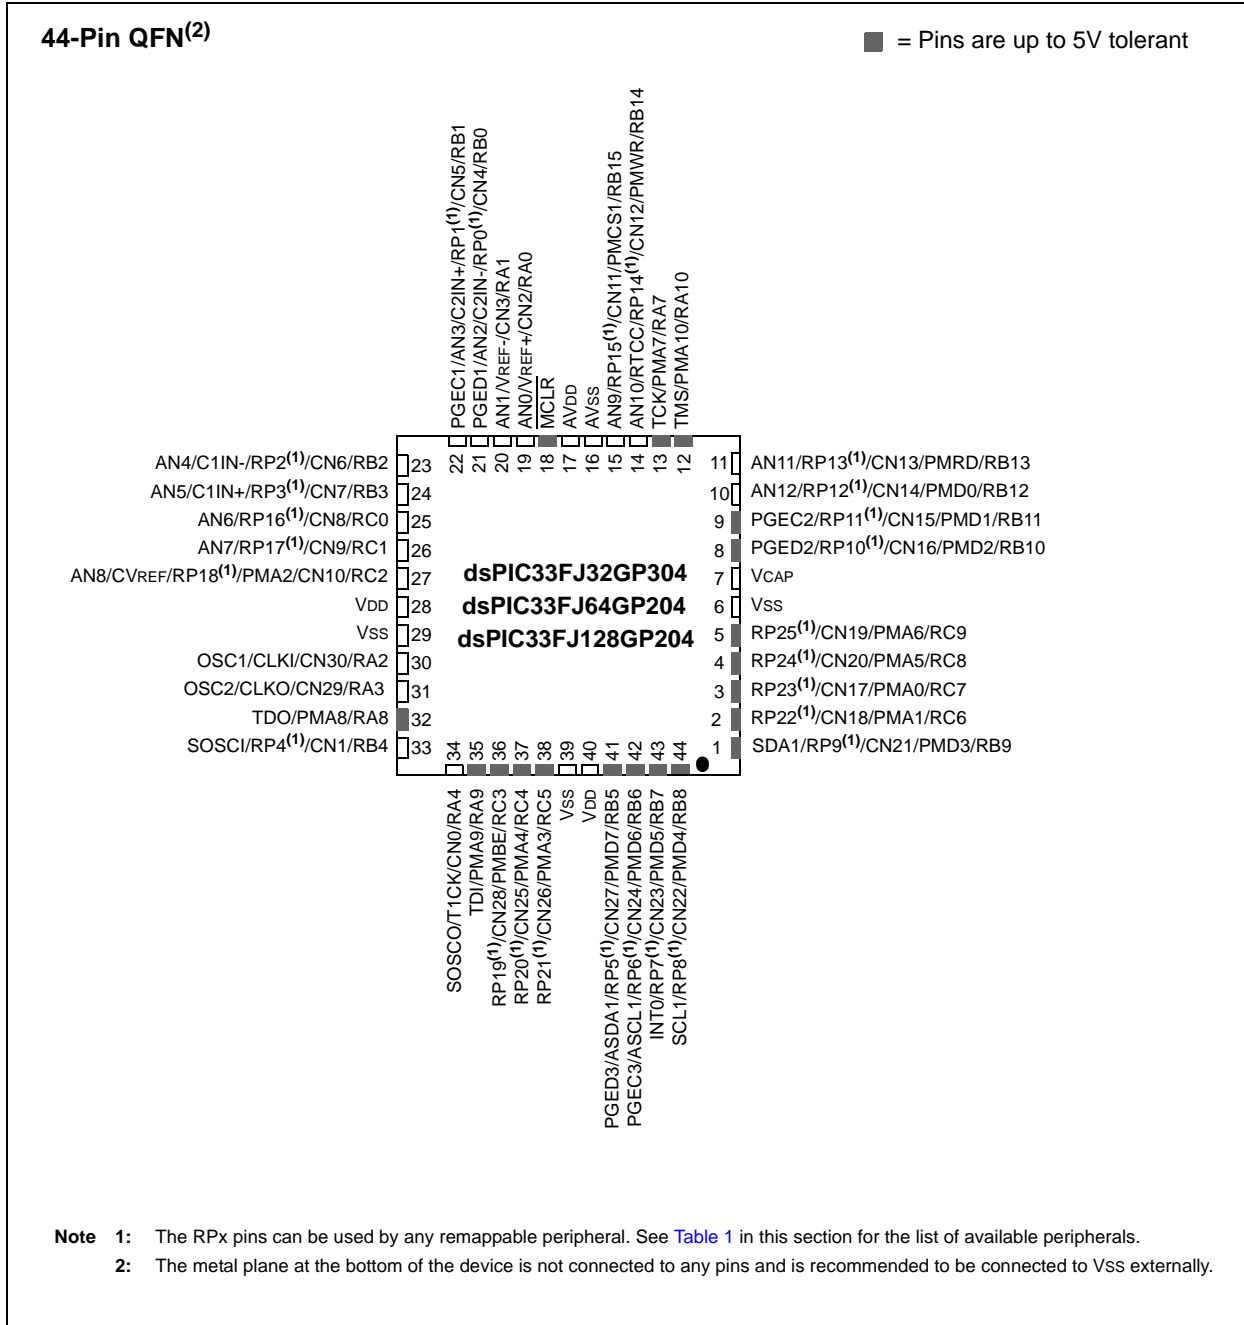 44-Pin QFN(2)
= Pins are up to 5V tolerant
PGEC1/AN3/C2IN+/RP1(1)/CN5/RB1
PGED1/AN2/C2IN-/RP0(1)/CN4/RB0
AN1/VREF-/CN3/RA1
AN0/VREF+/CN2/RA0
MCLR
AVDD
AVSS
AN9/RP15(1)/CN11/PMCS1/RB15
AN10/RTCC/RP14(1)/CN12/PMWR/RB14
TCK/PMA7/RA7
TMS/PMA10/RA10
22 21 20 19 18 17 16 15 14 13 12
AN4/C1IN-/RP2(1)/CN6/RB2 23
AN5/C1IN+/RP3(1)/CN7/RB3 24
AN6/RP16(1)/CN8/RC0 25
AN7/RP17(1)/CN9/RC1 26
AN8/CVREF/RP18(1)/PMA2/CN10/RC2 27
VDD 28
VSS 29
OSC1/CLKI/CN30/RA2 30
OSC2/CLKO/CN29/RA3 31
TDO/PMA8/RA8 32
SOSCI/RP4(1)/CN1/RB4 33
dsPIC33FJ32GP304
dsPIC33FJ64GP204
dsPIC33FJ128GP204
11 AN11/RP13(1)/CN13/PMRD/RB13
10 AN12/RP12(1)/CN14/PMD0/RB12
9 PGEC2/RP11(1)/CN15/PMD1/RB11
8 PGED2/RP10(1)/CN16/PMD2/RB10
7 VCAP
6 VSS
5 RP25(1)/CN19/PMA6/RC9
4 RP24(1)/CN20/PMA5/RC8
3 RP23(1)/CN17/PMA0/RC7
2 RP22(1)/CN18/PMA1/RC6
1 SDA1/RP9(1)/CN21/PMD3/RB9
34 35 36 37 38 39 40 41 42 43 44
SOSCO/T1CK/CN0/RA4
TDI/PMA9/RA9
RP19(1)/CN28/PMBE/RC3
RP20(1)/CN25/PMA4/RC4
RP21(1)/CN26/PMA3/RC5
VSS
VDD
PGED3/ASDA1/RP5(1)/CN27/PMD7/RB5
PGEC3/ASCL1/RP6(1)/CN24/PMD6/RB6
INT0/RP7(1)/CN23/PMD5/RB7
SCL1/RP8(1)/CN22/PMD4/RB8
Note 1: The RPx pins can be used by any remappable peripheral. See Table 1 in this section for the list of available peripherals.
2: The metal plane at the bottom of the device is not connected to any pins and is recommended to be connected to VSS externally.